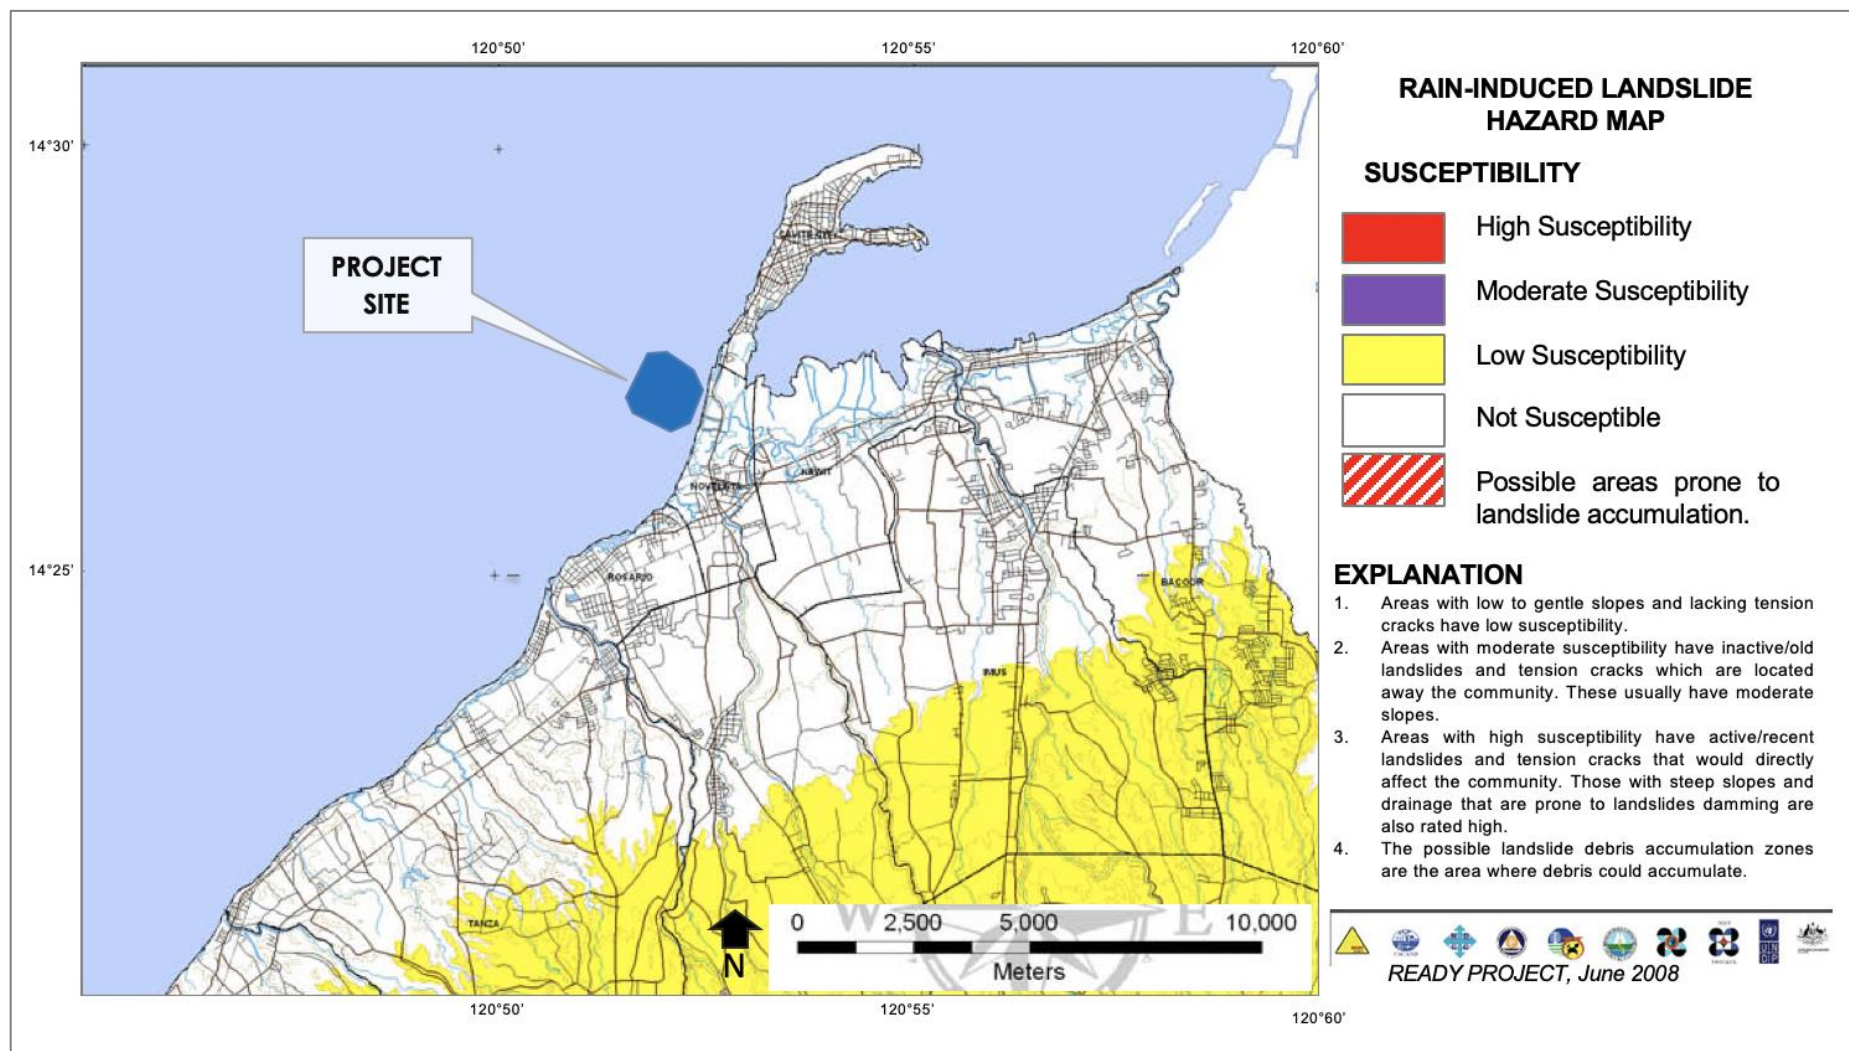 120°50'
120°55'
120°60'
14°30'
14°25'
PROJECT
SITE
CAVITE CITY
NOVELETA
KAWIT
ROSARIO
BACOOR
IMUS
TANZA
N
W
E
0
2,500
5,000
10,000
Meters
120°50'
120°55'
120°60'
RAIN-INDUCED LANDSLIDE
HAZARD MAP
SUSCEPTIBILITY
High Susceptibility
Moderate Susceptibility
Low Susceptibility
Not Susceptible
Possible areas prone to
landslide accumulation.
EXPLANATION
1. Areas with low to gentle slopes and lacking tension
cracks have low susceptibility.
2. Areas with moderate susceptibility have inactive/old
landslides and tension cracks which are located
away the community. These usually have moderate
slopes.
3. Areas with high susceptibility have active/recent
landslides and tension cracks that would directly
affect the community. Those with steep slopes and
drainage that are prone to landslides damming are
also rated high.
4. The possible landslide debris accumulation zones
are the area where debris could accumulate.
UN
DP
READY PROJECT, June 2008